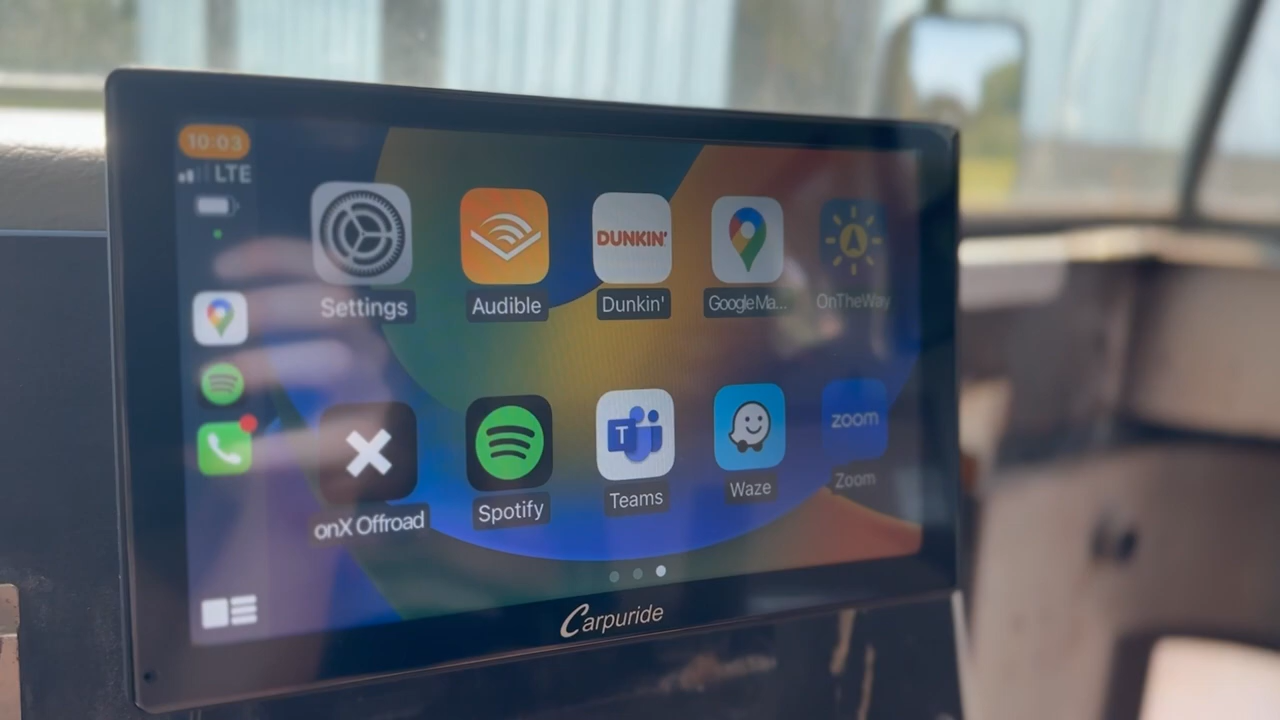 10:03
LTE
DUNKIN'
Settings
Audible
Dunkin'
Google Ma...
OnTheWay
T
zoom
onX Offroad
Spotify
Teams
Waze
Zoom
Carpuride